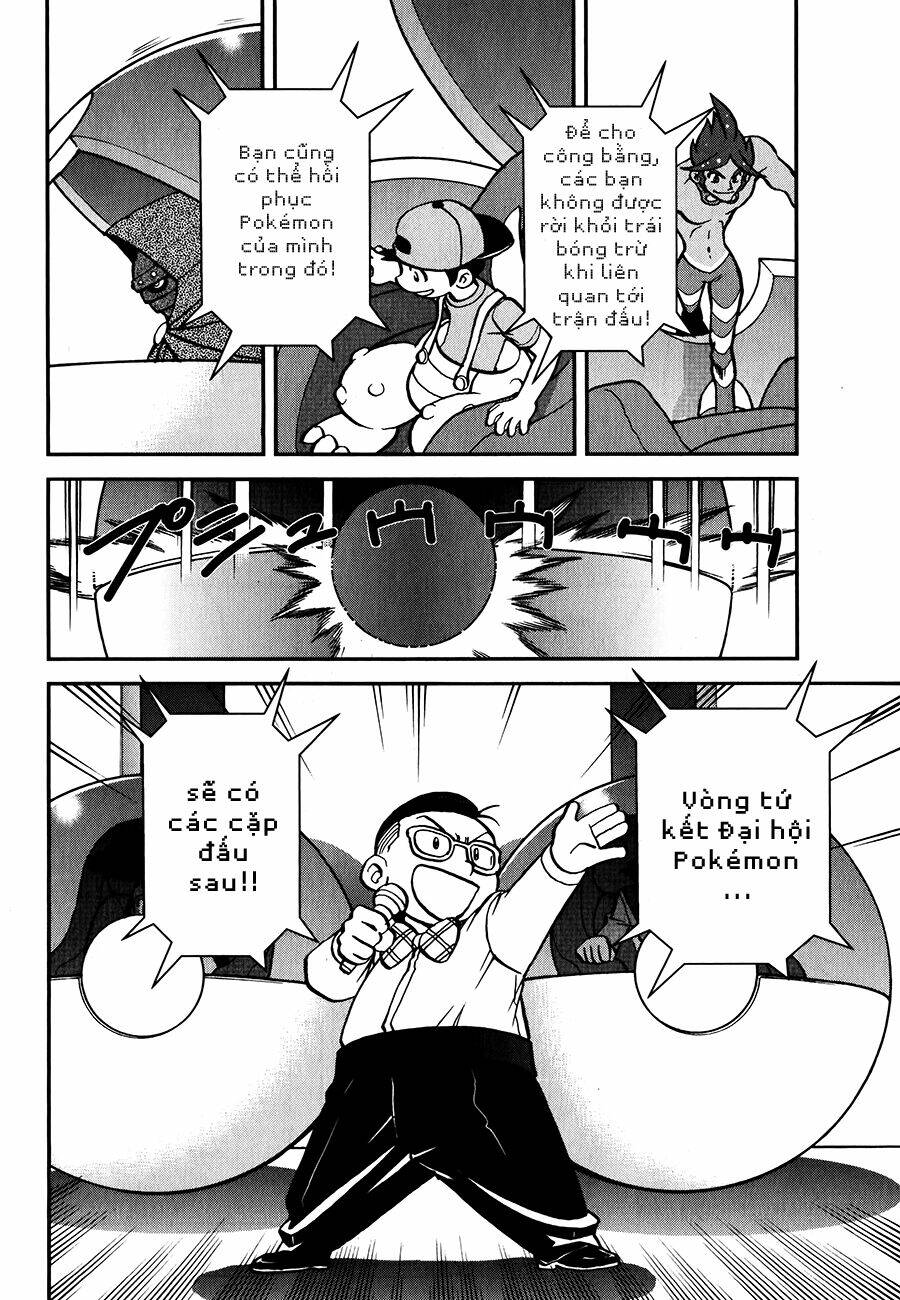 Để cho
công bằng,
các bạn
không được
rời khỏi trái
bóng trừ
khi liên
quan tới
trận đấu!
Bạn cũng
có thể hồi
phục
Pokémon
của mình
trong đó!
プシュウウゥゥ
Vòng tứ
kết Đại hội
Pokémon
...
sẽ có
các cặp
đấu
sau!!